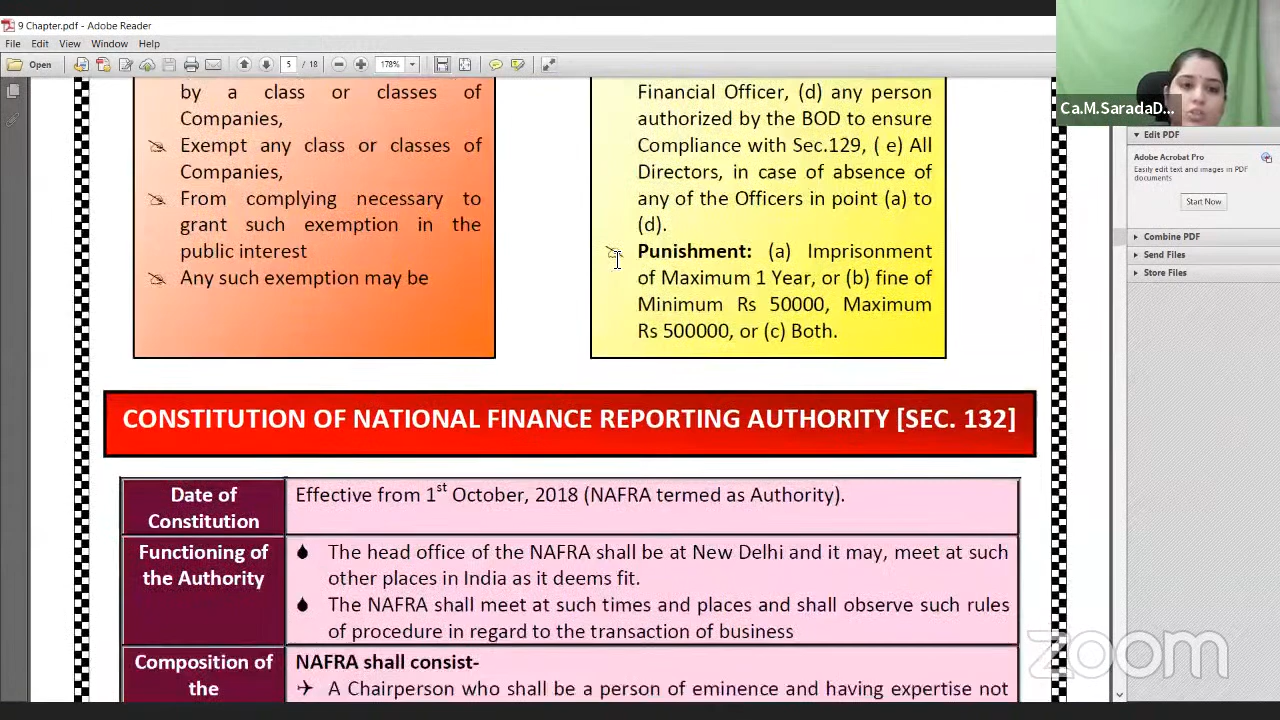 9 Chapter.pdf - Adobe Reader
File Edit View Window Help
Open 5 / 18 178%
by a class or classes of
Companies,
Exempt any class or classes of
Companies,
From complying necessary to
grant such exemption in the
public interest
Any such exemption may be
Financial Officer, (d) any person
authorized by the BOD to ensure
Compliance with Sec.129, ( e) All
Directors, in case of absence of
any of the Officers in point (a) to
(d).
Punishment: (a) Imprisonment
of Maximum 1 Year, or (b) fine of
Minimum Rs 50000, Maximum
Rs 500000, or (c) Both.
CONSTITUTION OF NATIONAL FINANCE REPORTING AUTHORITY [SEC. 132]
Date of
Constitution
Effective from 1st October, 2018 (NAFRA termed as Authority).
Functioning of
the Authority
The head office of the NAFRA shall be at New Delhi and it may, meet at such
other places in India as it deems fit.
The NAFRA shall meet at such times and places and shall observe such rules
of procedure in regard to the transaction of business
Composition of
the
NAFRA shall consist-
A Chairperson who shall be a person of eminence and having expertise not
Ca.M.SaradaD...
Edit PDF
Adobe Acrobat Pro
Easily edit text and images in PDF
documents
Start Now
Combine PDF
Send Files
Store Files
zoom